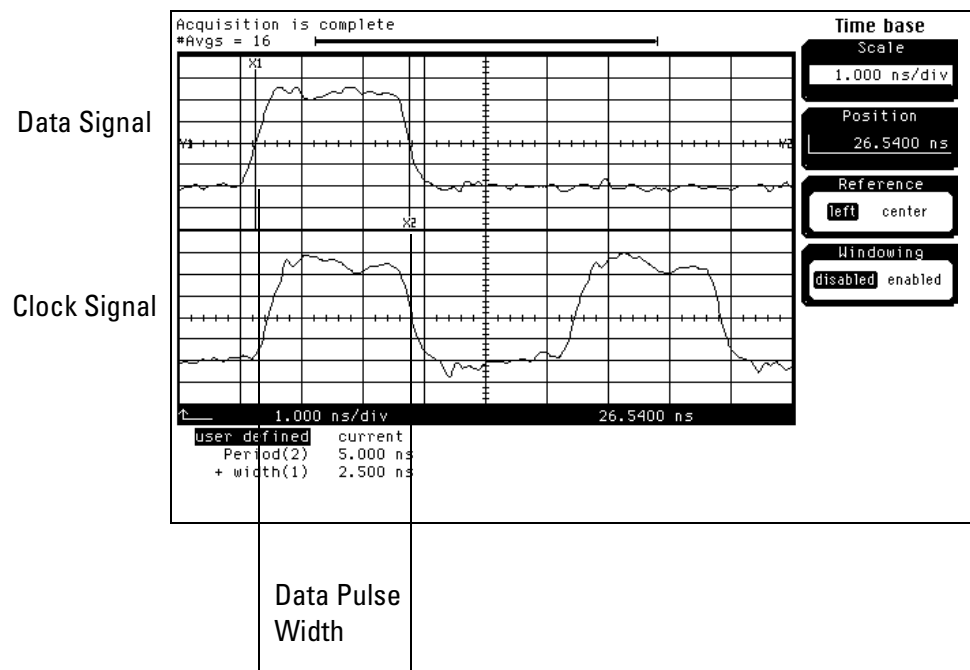 Acquisition is complete
#Avgs = 16
Time base
Scale
1.000 ns/div
Position
26.5400 ns
Reference
left center
Windowing
disabled enabled
Data Signal
X1
Y1
Y2
X2
Clock Signal
1.000 ns/div 26.5400 ns
user defined current
Period(2) 5.000 ns
+ width(1) 2.500 ns
Data Pulse
Width